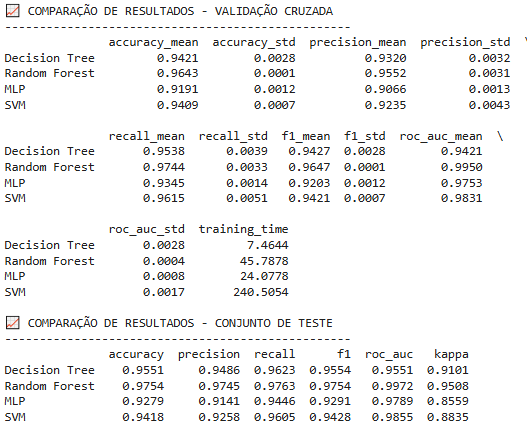 📈 COMPARAÇÃO DE RESULTADOS - VALIDAÇÃO CRUZADA
--------------------------------------------------
               accuracy_mean  accuracy_std  precision_mean  precision_std  \
Decision Tree         0.9421        0.0028          0.9320         0.0032
Random Forest         0.9643        0.0001          0.9552         0.0031
MLP                   0.9191        0.0012          0.9066         0.0013
SVM                   0.9409        0.0007          0.9235         0.0043
               recall_mean  recall_std  f1_mean  f1_std  roc_auc_mean  \
Decision Tree       0.9538      0.0039   0.9427  0.0028        0.9421
Random Forest       0.9744      0.0033   0.9647  0.0001        0.9950
MLP                 0.9345      0.0014   0.9203  0.0012        0.9753
SVM                 0.9615      0.0051   0.9421  0.0007        0.9831
               roc_auc_std  training_time
Decision Tree       0.0028         7.4644
Random Forest       0.0004        45.7878
MLP                 0.0008        24.0778
SVM                 0.0017       240.5054
📈 COMPARAÇÃO DE RESULTADOS - CONJUNTO DE TESTE
--------------------------------------------------
               accuracy  precision  recall      f1  roc_auc   kappa
Decision Tree    0.9551     0.9486  0.9623  0.9554   0.9551  0.9101
Random Forest    0.9754     0.9745  0.9763  0.9754   0.9972  0.9508
MLP              0.9279     0.9141  0.9446  0.9291   0.9789  0.8559
SVM              0.9418     0.9258  0.9605  0.9428   0.9855  0.8835